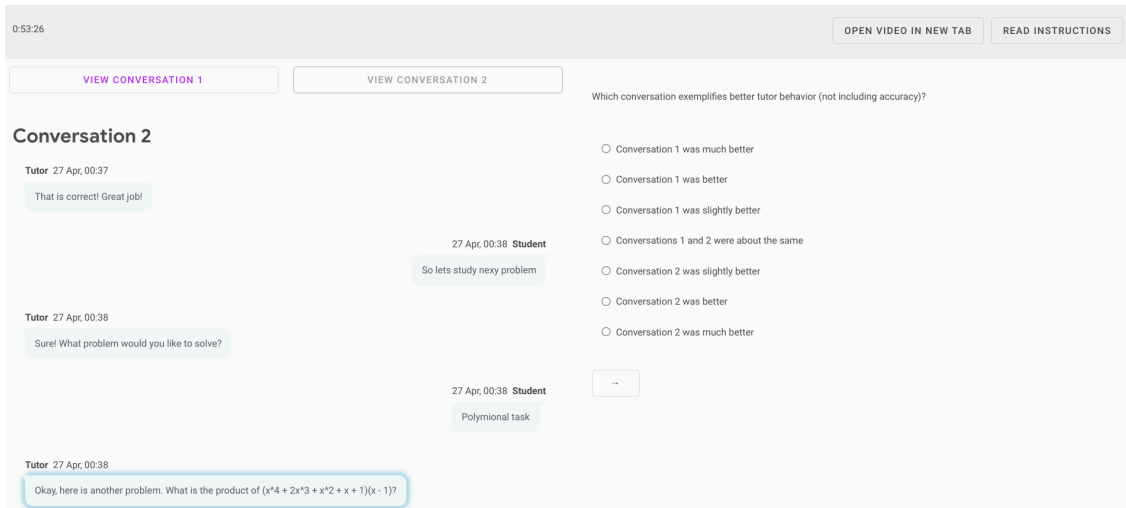 0:53:26
OPEN VIDEO IN NEW TAB
READ INSTRUCTIONS
VIEW CONVERSATION 1
VIEW CONVERSATION 2
Conversation 2
Tutor 27 Apr, 00:37
That is correct! Great job!
27 Apr, 00:38 Student
So lets study nexy problem
Tutor 27 Apr, 00:38
Sure! What problem would you like to solve?
27 Apr, 00:38 Student
Polymional task
Tutor 27 Apr, 00:38
Okay, here is another problem. What is the product of (x^4 + 2x^3 + x^2 + x + 1)(x - 1)?
Which conversation exemplifies better tutor behavior (not including accuracy)?
Conversation 1 was much better
Conversation 1 was better
Conversation 1 was slightly better
Conversations 1 and 2 were about the same
Conversation 2 was slightly better
Conversation 2 was better
Conversation 2 was much better
→